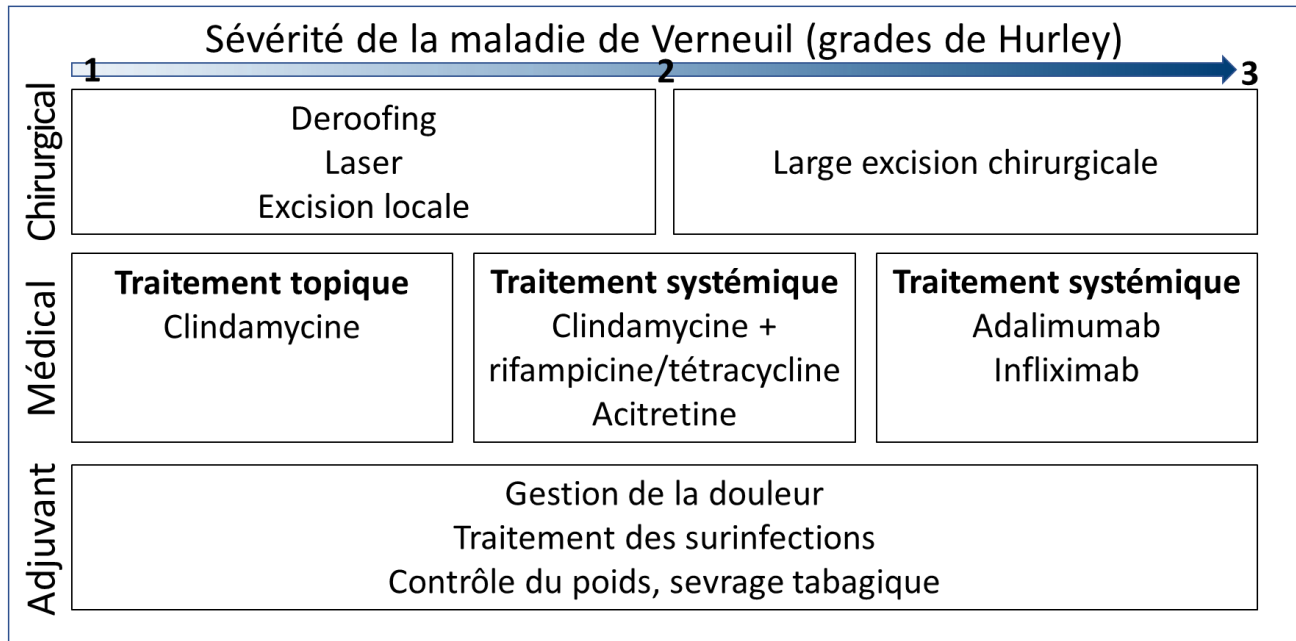 Sévérité de la maladie de Verneuil (grades de Hurley)
1
2
3
Chirurgical
Deroofing
Laser
Excision locale
Large excision chirurgicale
Médical
Traitement topique
Clindamycine
Traitement systémique
Clindamycine +
rifampicine/tétracycline
Acitretine
Traitement systémique
Adalimumab
Infliximab
Adjuvant
Gestion de la douleur
Traitement des surinfections
Contrôle du poids, sevrage tabagique